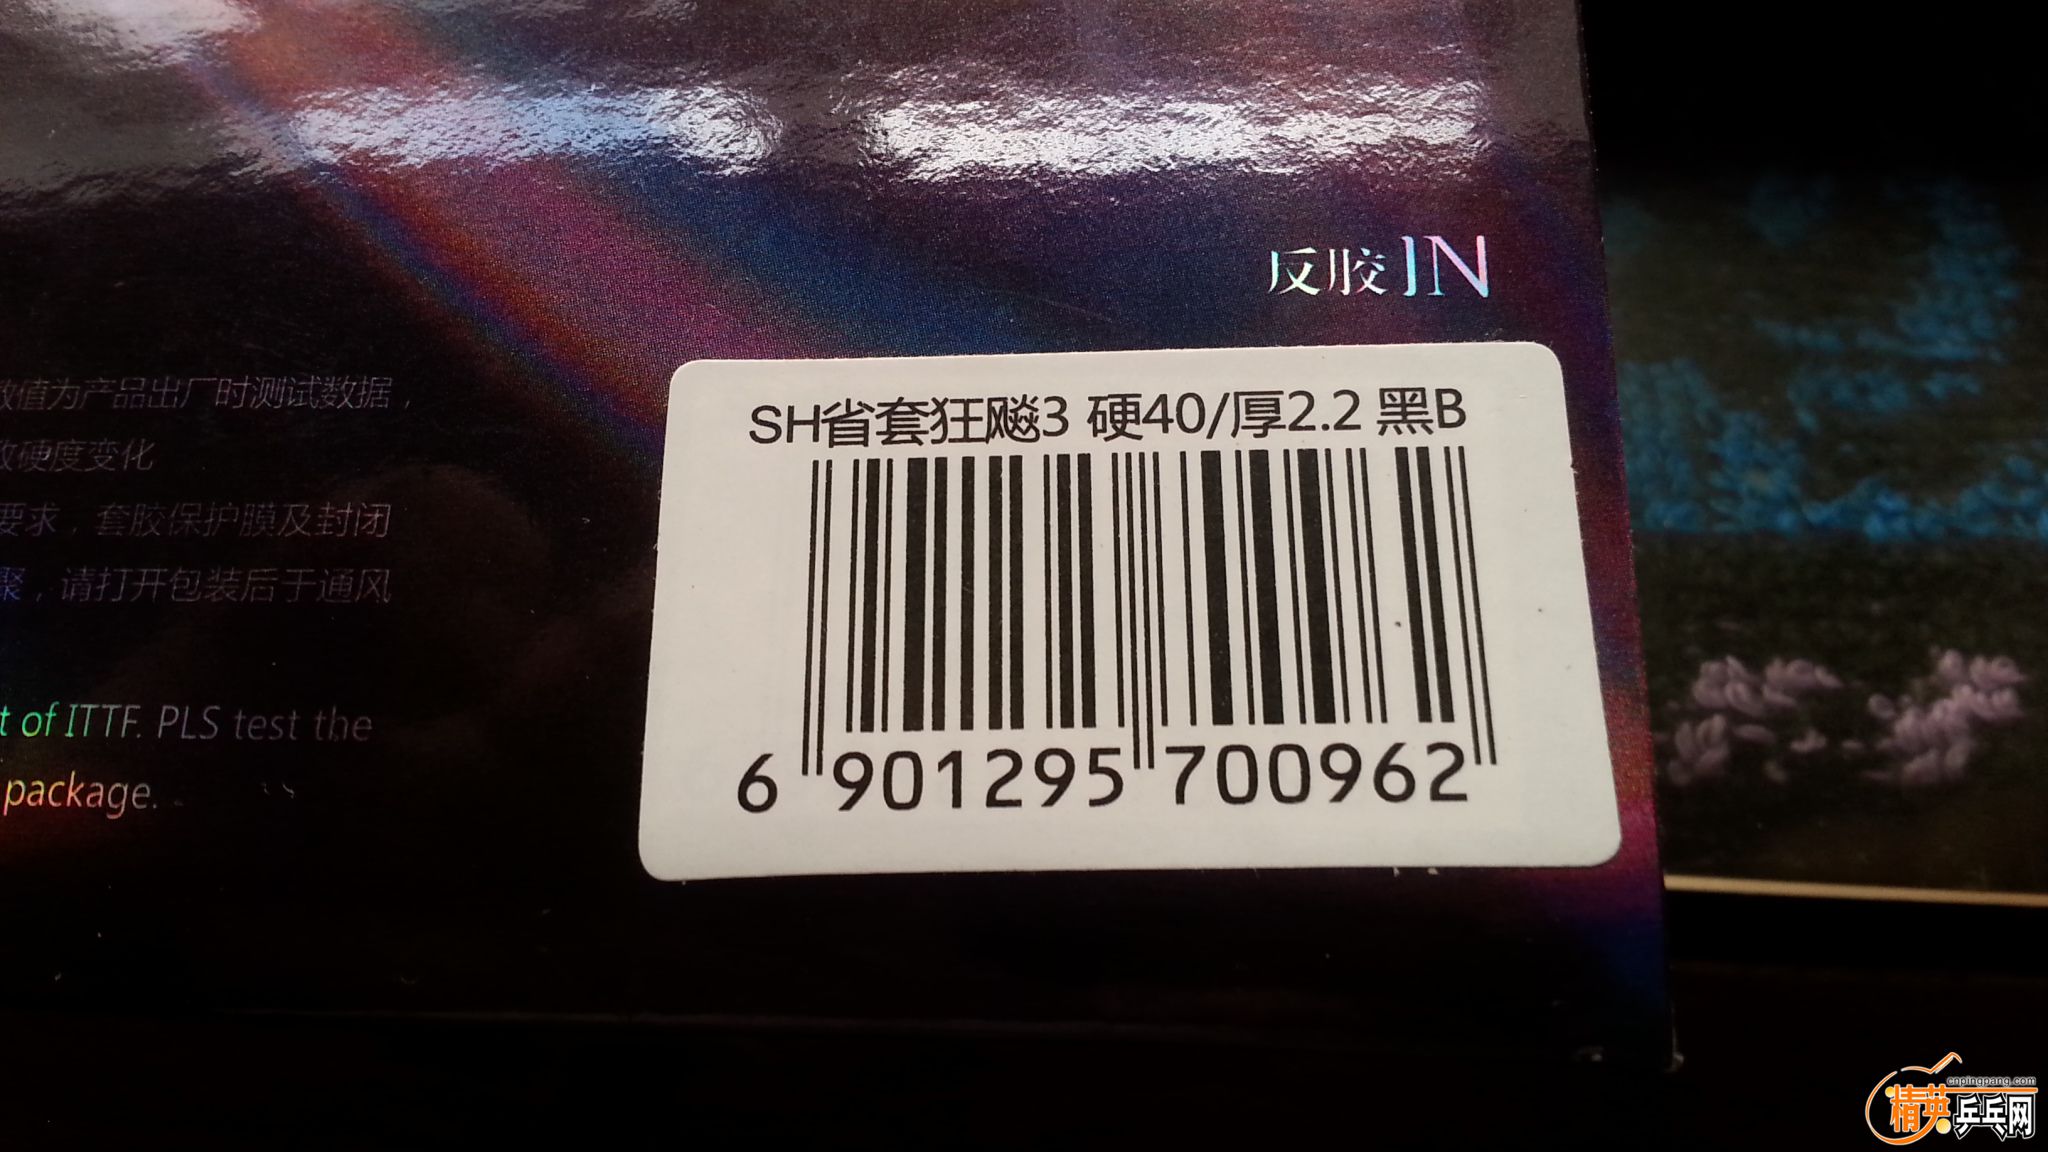 反胶IN
数值为产品出厂时测试数据，
硬度变化
要求，套胶保护膜及封闭
聚，请打开包装后于通风
t of ITTF. PLS test the
package.
SH省套狂飚3 硬40/厚2.2 黑B
6 901295 700962
cnpingpang.com
精英乒乓网